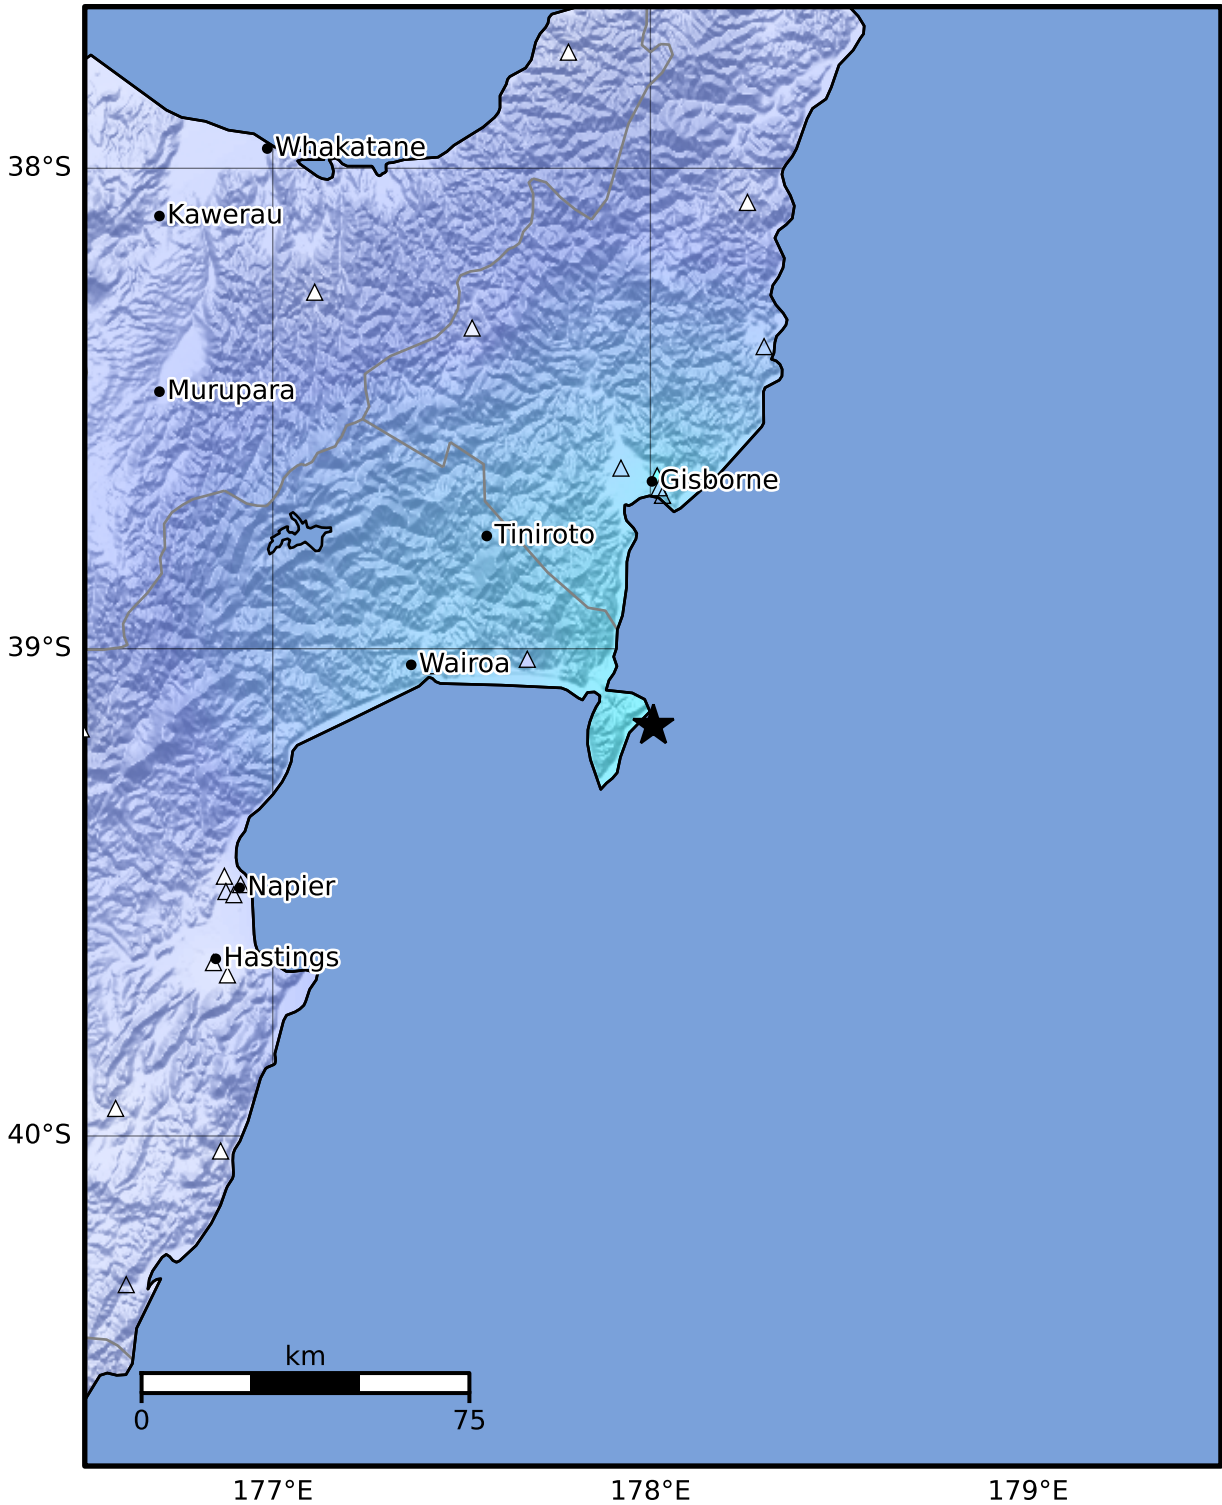 Whakatane
38°S
Kawerau
Murupara
Gisborne
Tiniroto
39°S
Wairoa
Napier
Hastings
40°S
km
0
75
177°E
178°E
179°E